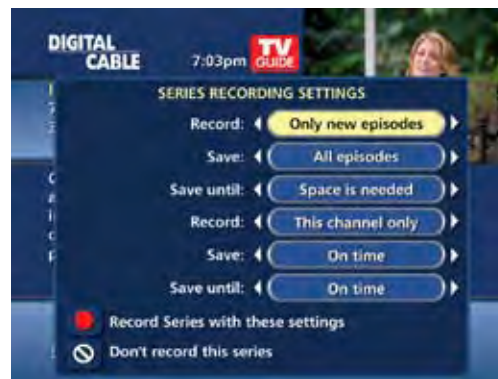 DIGITAL
CABLE
7:03pm
TV
GUIDE
SERIES RECORDING SETTINGS
Record: Only new episodes
Save: All episodes
Save until: Space is needed
Record: This channel only
Save: On time
Save until: On time
Record Series with these settings
Don't record this series